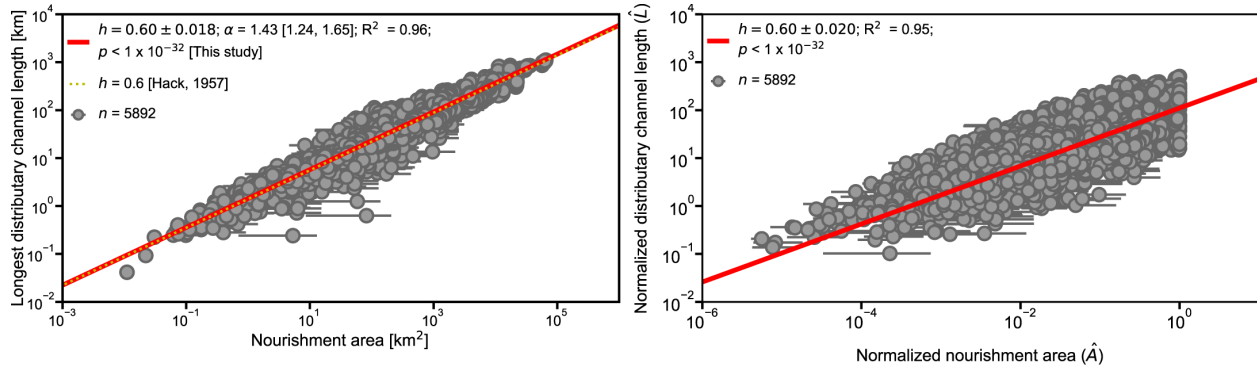 h = 0.60 ± 0.018; α = 1.43 [1.24, 1.65]; R² = 0.96;
p < 1 x 10⁻³² [This study]
h = 0.6 [Hack, 1957]
n = 5892
Longest distributary channel length [km]
10⁴
10³
10²
10¹
10⁰
10⁻¹
10⁻²
10⁻³
10⁻¹
10¹
10³
10⁵
Nourishment area [km²]
h = 0.60 ± 0.020; R² = 0.95;
p < 1 x 10⁻³²
n = 5892
Normalized distributary channel length (L̂)
10⁴
10³
10²
10¹
10⁰
10⁻¹
10⁻²
10⁻⁶
10⁻⁴
10⁻²
10⁰
Normalized nourishment area (Â)